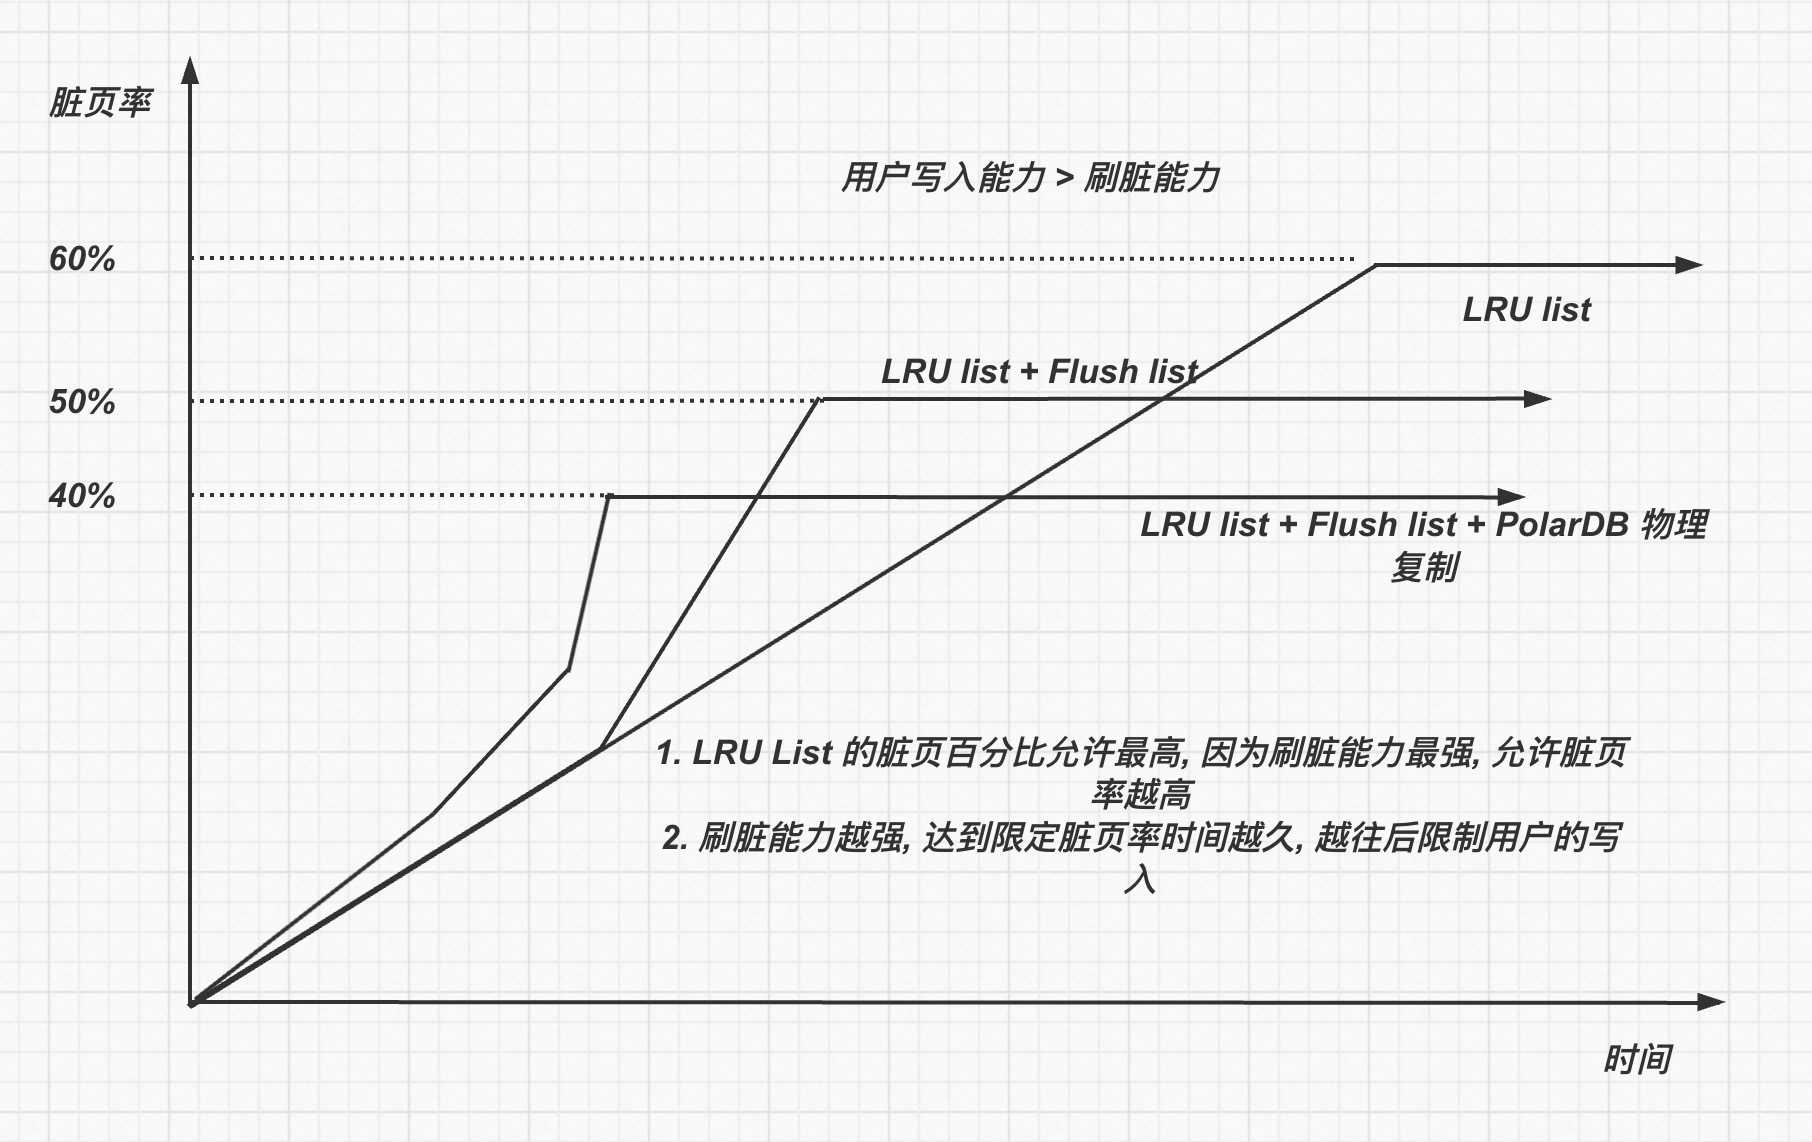 脏页率
用户写入能力 > 刷脏能力
60%
LRU list
LRU list + Flush list
50%
40%
LRU list + Flush list + PolarDB 物理
复制
1. LRU List 的脏页百分比允许最高, 因为刷脏能力最强, 允许脏页
率越高
2. 刷脏能力越强, 达到限定脏页率时间越久, 越往后限制用户的写
入
时间